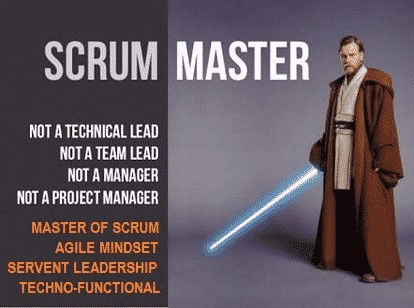 SCRUM MASTER
NOT A TECHNICAL LEAD
NOT A TEAM LEAD
NOT A MANAGER
NOT A PROJECT MANAGER
MASTER OF SCRUM
AGILE MINDSET
SERVENT LEADERSHIP
TECHNO-FUNCTIONAL